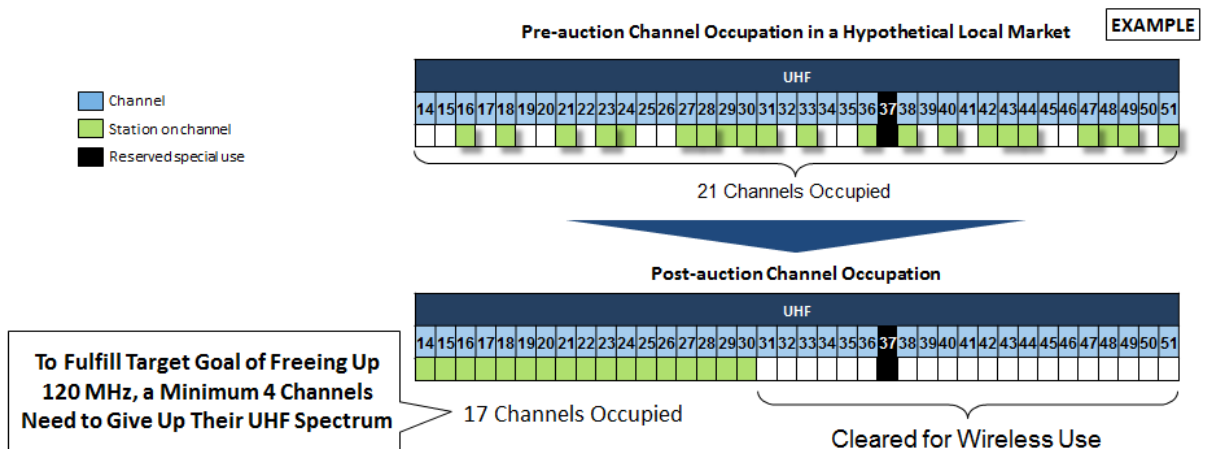 EXAMPLE
Pre-auction Channel Occupation in a Hypothetical Local Market
UHF
14 15 16 17 18 19 20 21 22 23 24 25 26 27 28 29 30 31 32 33 34 35 36 37 38 39 40 41 42 43 44 45 46 47 48 49 50 51
Channel
Station on channel
Reserved special use
21 Channels Occupied
Post-auction Channel Occupation
UHF
14 15 16 17 18 19 20 21 22 23 24 25 26 27 28 29 30 31 32 33 34 35 36 37 38 39 40 41 42 43 44 45 46 47 48 49 50 51
To Fulfill Target Goal of Freeing Up
120 MHz, a Minimum 4 Channels
Need to Give Up Their UHF Spectrum
17 Channels Occupied
Cleared for Wireless Use